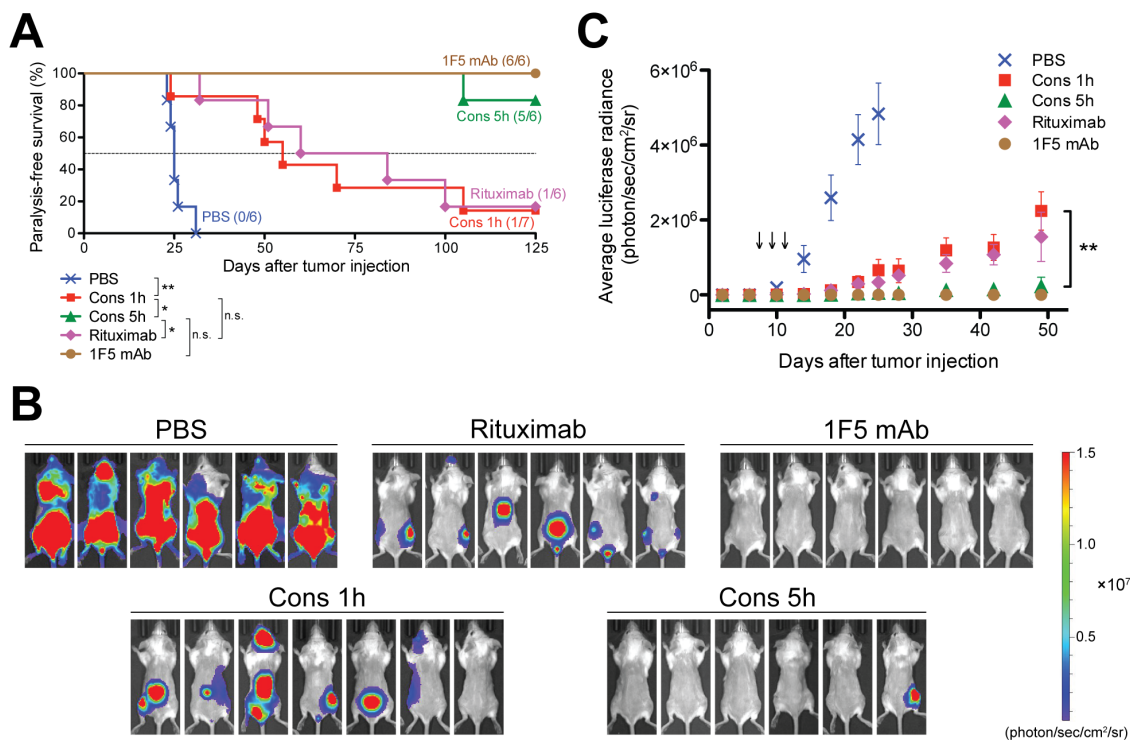 A
Paralysis-free survival (%)
100
80
60
40
20
0
1F5 mAb (6/6)
Cons 5h (5/6)
Rituximab (1/6)
Cons 1h (1/7)
PBS (0/6)
0 25 50 75 100 125
Days after tumor injection
PBS
Cons 1h
Cons 5h
Rituximab
1F5 mAb
**
*
*
n.s.
n.s.
C
Average luciferase radiance
(photon/sec/cm²/sr)
6×10⁶
4×10⁶
2×10⁶
0
PBS
Cons 1h
Cons 5h
Rituximab
1F5 mAb
**
0 10 20 30 40 50
Days after tumor injection
B
PBS Rituximab 1F5 mAb
Cons 1h Cons 5h
1.5
1.0
×10⁷
0.5
(photon/sec/cm²/sr)